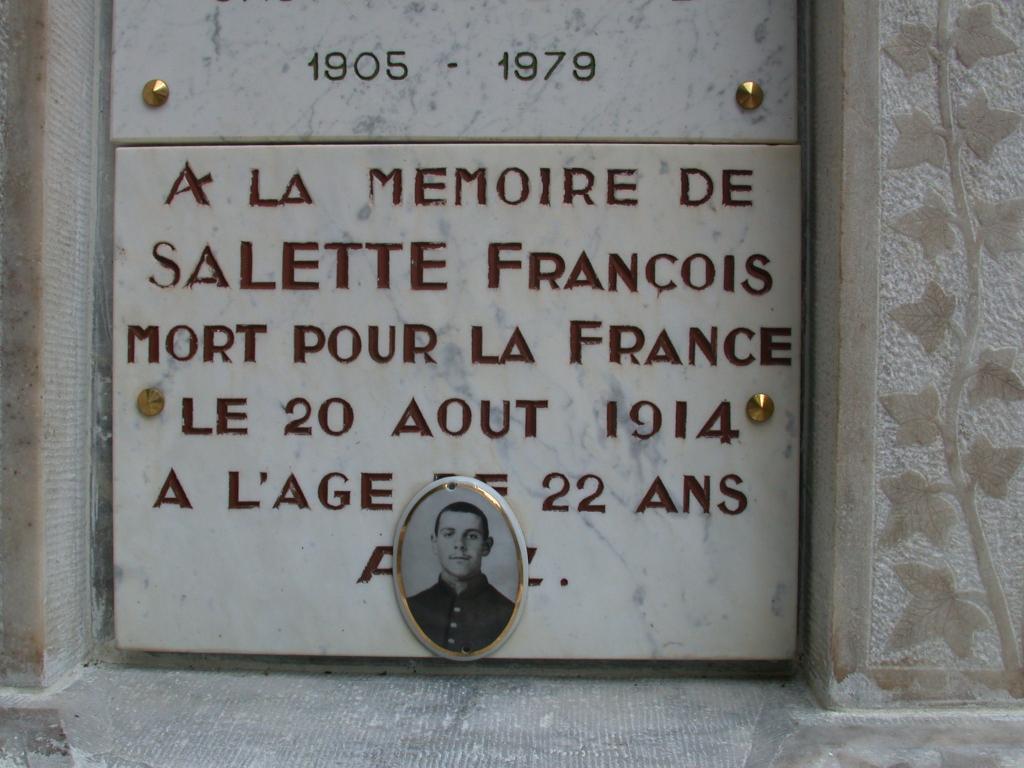 1905 - 1979
A LA MEMOIRE DE
SALETTE FRANÇOIS
MORT POUR LA FRANCE
LE 20 AOUT 1914
A L'AGE 22 ANS